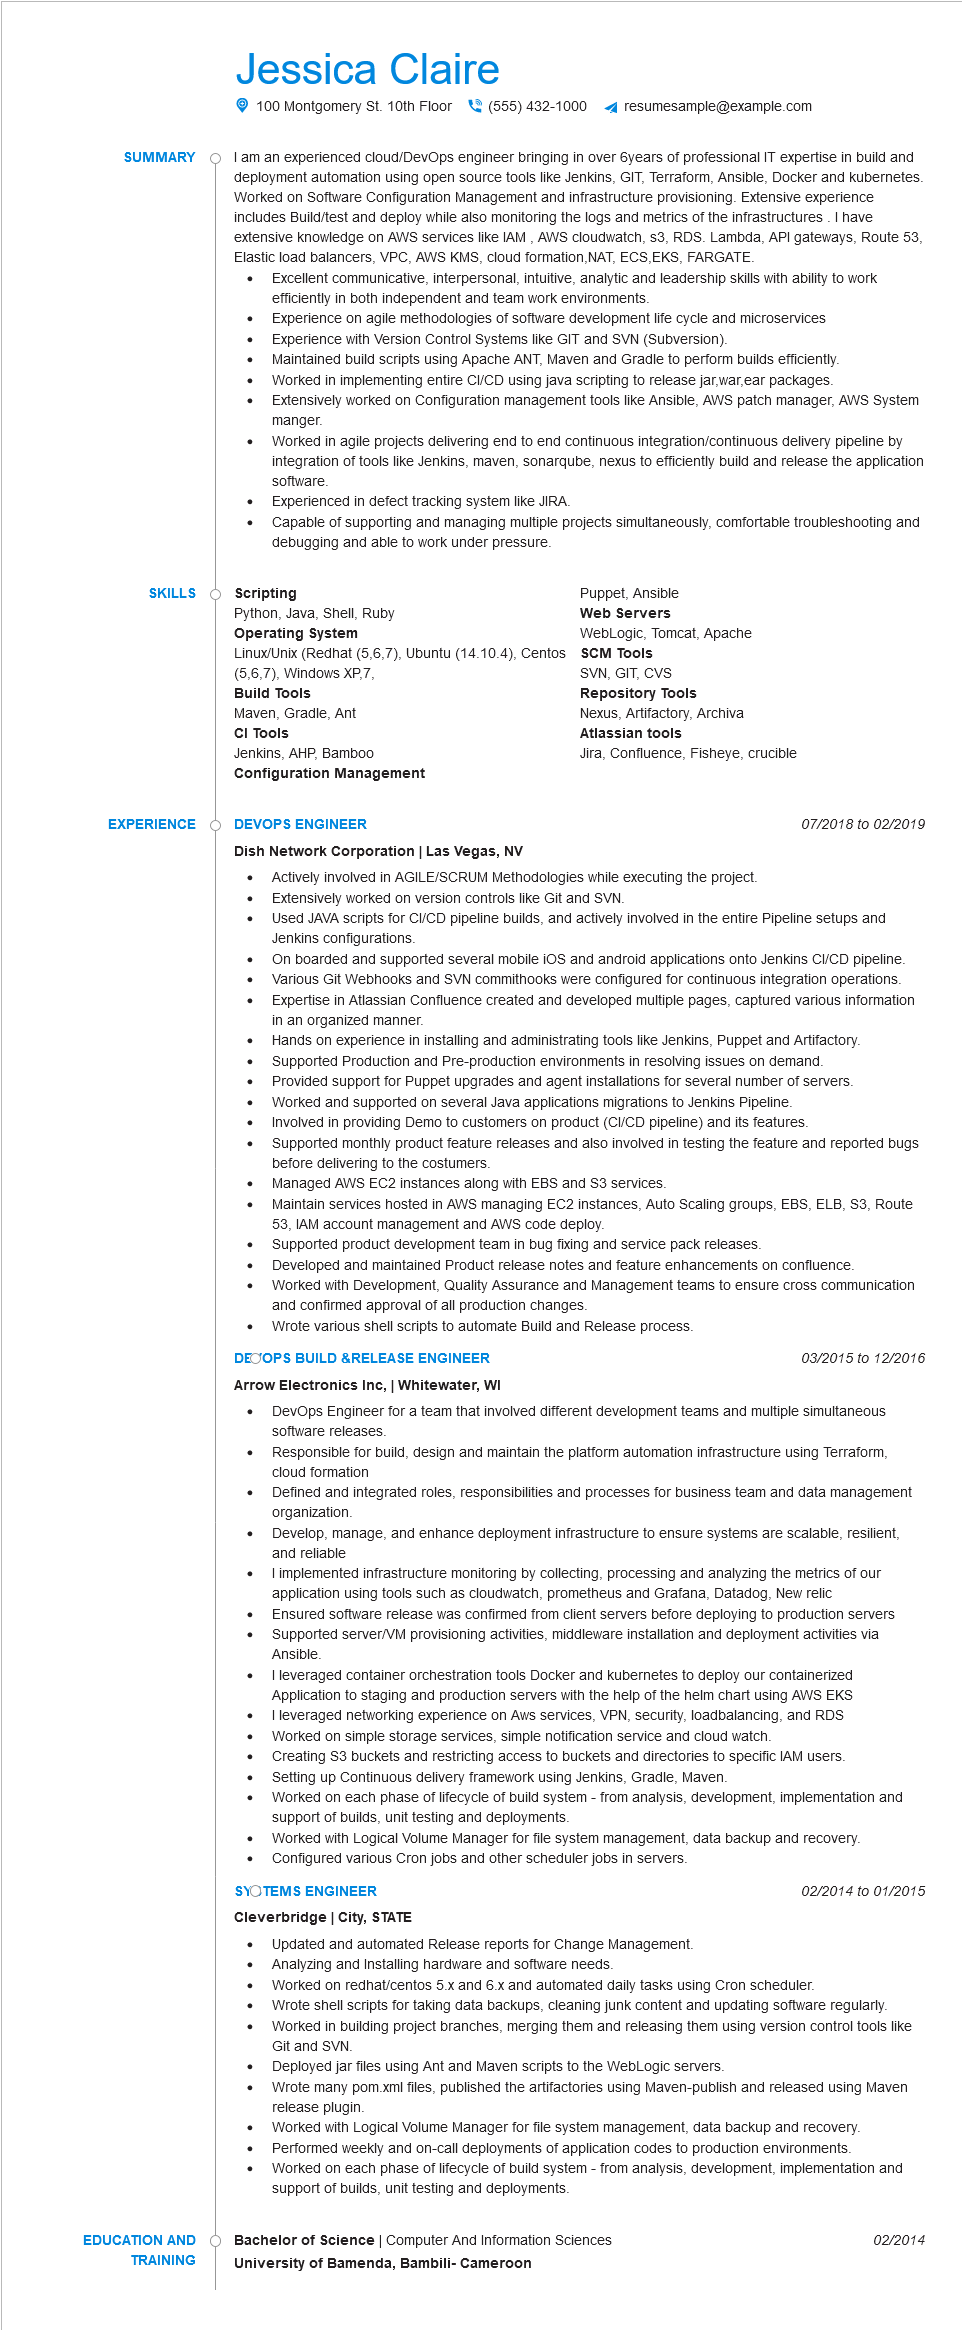 Jessica Claire
100 Montgomery St. 10th Floor (555) 432-1000 resumesample@example.com
SUMMARY
I am an experienced cloud/DevOps engineer bringing in over 6years of professional IT expertise in build and
deployment automation using open source tools like Jenkins, GIT, Terraform, Ansible, Docker and kubernetes.
Worked on Software Configuration Management and infrastructure provisioning. Extensive experience
includes Build/test and deploy while also monitoring the logs and metrics of the infrastructures . I have
extensive knowledge on AWS services like IAM , AWS cloudwatch, s3, RDS. Lambda, API gateways, Route 53,
Elastic load balancers, VPC, AWS KMS, cloud formation,NAT, ECS,EKS, FARGATE.
• Excellent communicative, interpersonal, intuitive, analytic and leadership skills with ability to work
efficiently in both independent and team work environments.
• Experience on agile methodologies of software development life cycle and microservices
• Experience with Version Control Systems like GIT and SVN (Subversion).
• Maintained build scripts using Apache ANT, Maven and Gradle to perform builds efficiently.
• Worked in implementing entire CI/CD using java scripting to release jar,war,ear packages.
• Extensively worked on Configuration management tools like Ansible, AWS patch manager, AWS System
manger.
• Worked in agile projects delivering end to end continuous integration/continuous delivery pipeline by
integration of tools like Jenkins, maven, sonarqube, nexus to efficiently build and release the application
software.
• Experienced in defect tracking system like JIRA.
• Capable of supporting and managing multiple projects simultaneously, comfortable troubleshooting and
debugging and able to work under pressure.
SKILLS
Scripting
Python, Java, Shell, Ruby
Operating System
Linux/Unix (Redhat (5,6,7), Ubuntu (14.10.4), Centos
(5,6,7), Windows XP,7,
Build Tools
Maven, Gradle, Ant
CI Tools
Jenkins, AHP, Bamboo
Configuration Management
Puppet, Ansible
Web Servers
WebLogic, Tomcat, Apache
SCM Tools
SVN, GIT, CVS
Repository Tools
Nexus, Artifactory, Archiva
Atlassian tools
Jira, Confluence, Fisheye, crucible
EXPERIENCE
DEVOPS ENGINEER 07/2018 to 02/2019
Dish Network Corporation | Las Vegas, NV
• Actively involved in AGILE/SCRUM Methodologies while executing the project.
• Extensively worked on version controls like Git and SVN.
• Used JAVA scripts for CI/CD pipeline builds, and actively involved in the entire Pipeline setups and
Jenkins configurations.
• On boarded and supported several mobile iOS and android applications onto Jenkins CI/CD pipeline.
• Various Git Webhooks and SVN commithooks were configured for continuous integration operations.
• Expertise in Atlassian Confluence created and developed multiple pages, captured various information
in an organized manner.
• Hands on experience in installing and administrating tools like Jenkins, Puppet and Artifactory.
• Supported Production and Pre-production environments in resolving issues on demand.
• Provided support for Puppet upgrades and agent installations for several number of servers.
• Worked and supported on several Java applications migrations to Jenkins Pipeline.
• Involved in providing Demo to customers on product (CI/CD pipeline) and its features.
• Supported monthly product feature releases and also involved in testing the feature and reported bugs
before delivering to the costumers.
• Managed AWS EC2 instances along with EBS and S3 services.
• Maintain services hosted in AWS managing EC2 instances, Auto Scaling groups, EBS, ELB, S3, Route
53, IAM account management and AWS code deploy.
• Supported product development team in bug fixing and service pack releases.
• Developed and maintained Product release notes and feature enhancements on confluence.
• Worked with Development, Quality Assurance and Management teams to ensure cross communication
and confirmed approval of all production changes.
• Wrote various shell scripts to automate Build and Release process.
DEVOPS BUILD &RELEASE ENGINEER 03/2015 to 12/2016
Arrow Electronics Inc, | Whitewater, WI
• DevOps Engineer for a team that involved different development teams and multiple simultaneous
software releases.
• Responsible for build, design and maintain the platform automation infrastructure using Terraform,
cloud formation
• Defined and integrated roles, responsibilities and processes for business team and data management
organization.
• Develop, manage, and enhance deployment infrastructure to ensure systems are scalable, resilient,
and reliable
• I implemented infrastructure monitoring by collecting, processing and analyzing the metrics of our
application using tools such as cloudwatch, prometheus and Grafana, Datadog, New relic
• Ensured software release was confirmed from client servers before deploying to production servers
• Supported server/VM provisioning activities, middleware installation and deployment activities via
Ansible.
• I leveraged container orchestration tools Docker and kubernetes to deploy our containerized
Application to staging and production servers with the help of the helm chart using AWS EKS
• I leveraged networking experience on Aws services, VPN, security, loadbalancing, and RDS
• Worked on simple storage services, simple notification service and cloud watch.
• Creating S3 buckets and restricting access to buckets and directories to specific IAM users.
• Setting up Continuous delivery framework using Jenkins, Gradle, Maven.
• Worked on each phase of lifecycle of build system - from analysis, development, implementation and
support of builds, unit testing and deployments.
• Worked with Logical Volume Manager for file system management, data backup and recovery.
• Configured various Cron jobs and other scheduler jobs in servers.
SYSTEMS ENGINEER 02/2014 to 01/2015
Cleverbridge | City, STATE
• Updated and automated Release reports for Change Management.
• Analyzing and Installing hardware and software needs.
• Worked on redhat/centos 5.x and 6.x and automated daily tasks using Cron scheduler.
• Wrote shell scripts for taking data backups, cleaning junk content and updating software regularly.
• Worked in building project branches, merging them and releasing them using version control tools like
Git and SVN.
• Deployed jar files using Ant and Maven scripts to the WebLogic servers.
• Wrote many pom.xml files, published the artifactories using Maven-publish and released using Maven
release plugin.
• Worked with Logical Volume Manager for file system management, data backup and recovery.
• Performed weekly and on-call deployments of application codes to production environments.
• Worked on each phase of lifecycle of build system - from analysis, development, implementation and
support of builds, unit testing and deployments.
EDUCATION AND
TRAINING
Bachelor of Science | Computer And Information Sciences 02/2014
University of Bamenda, Bambili- Cameroon